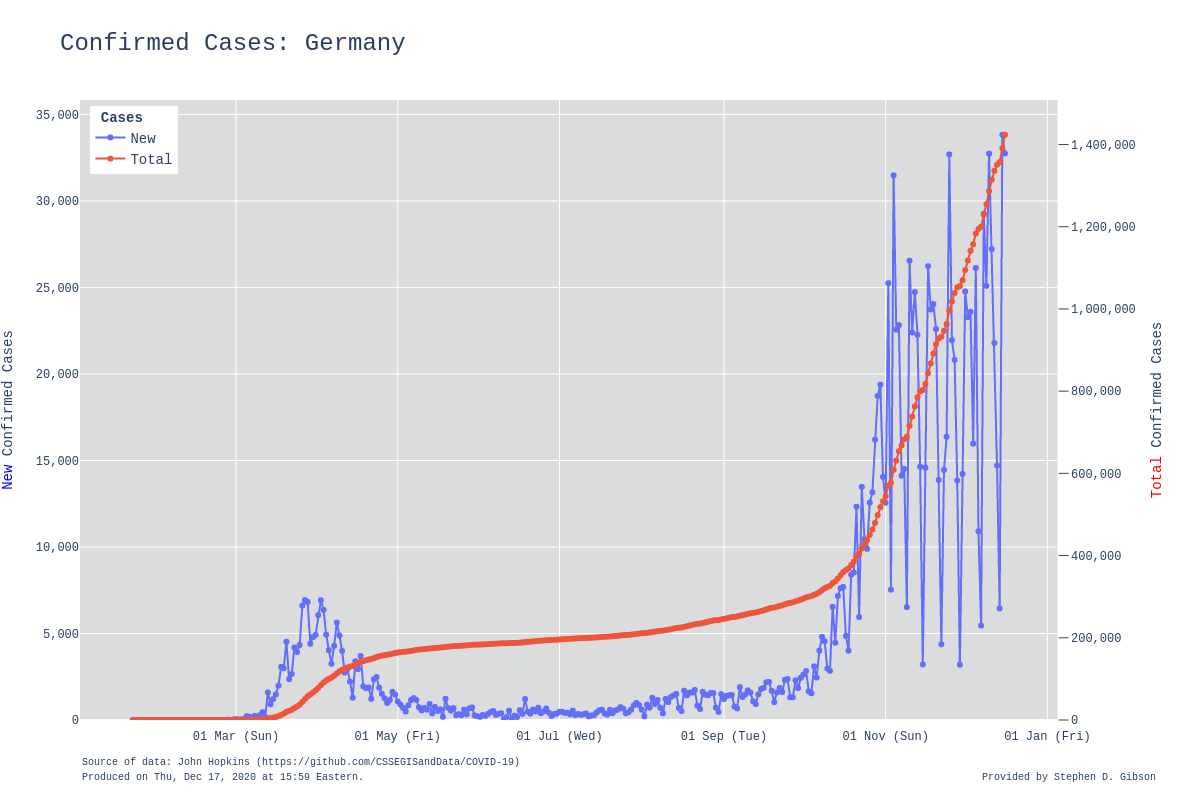 Confirmed Cases: Germany
Cases
New
Total
35,000
30,000
25,000
20,000
15,000
10,000
5,000
0
New Confirmed Cases
1,400,000
1,200,000
1,000,000
800,000
600,000
400,000
200,000
0
Total Confirmed Cases
01 Mar (Sun)
01 May (Fri)
01 Jul (Wed)
01 Sep (Tue)
01 Nov (Sun)
01 Jan (Fri)
Source of data: John Hopkins (https://github.com/CSSEGISandData/COVID-19)
Produced on Thu, Dec 17, 2020 at 15:59 Eastern.
Provided by Stephen D. Gibson